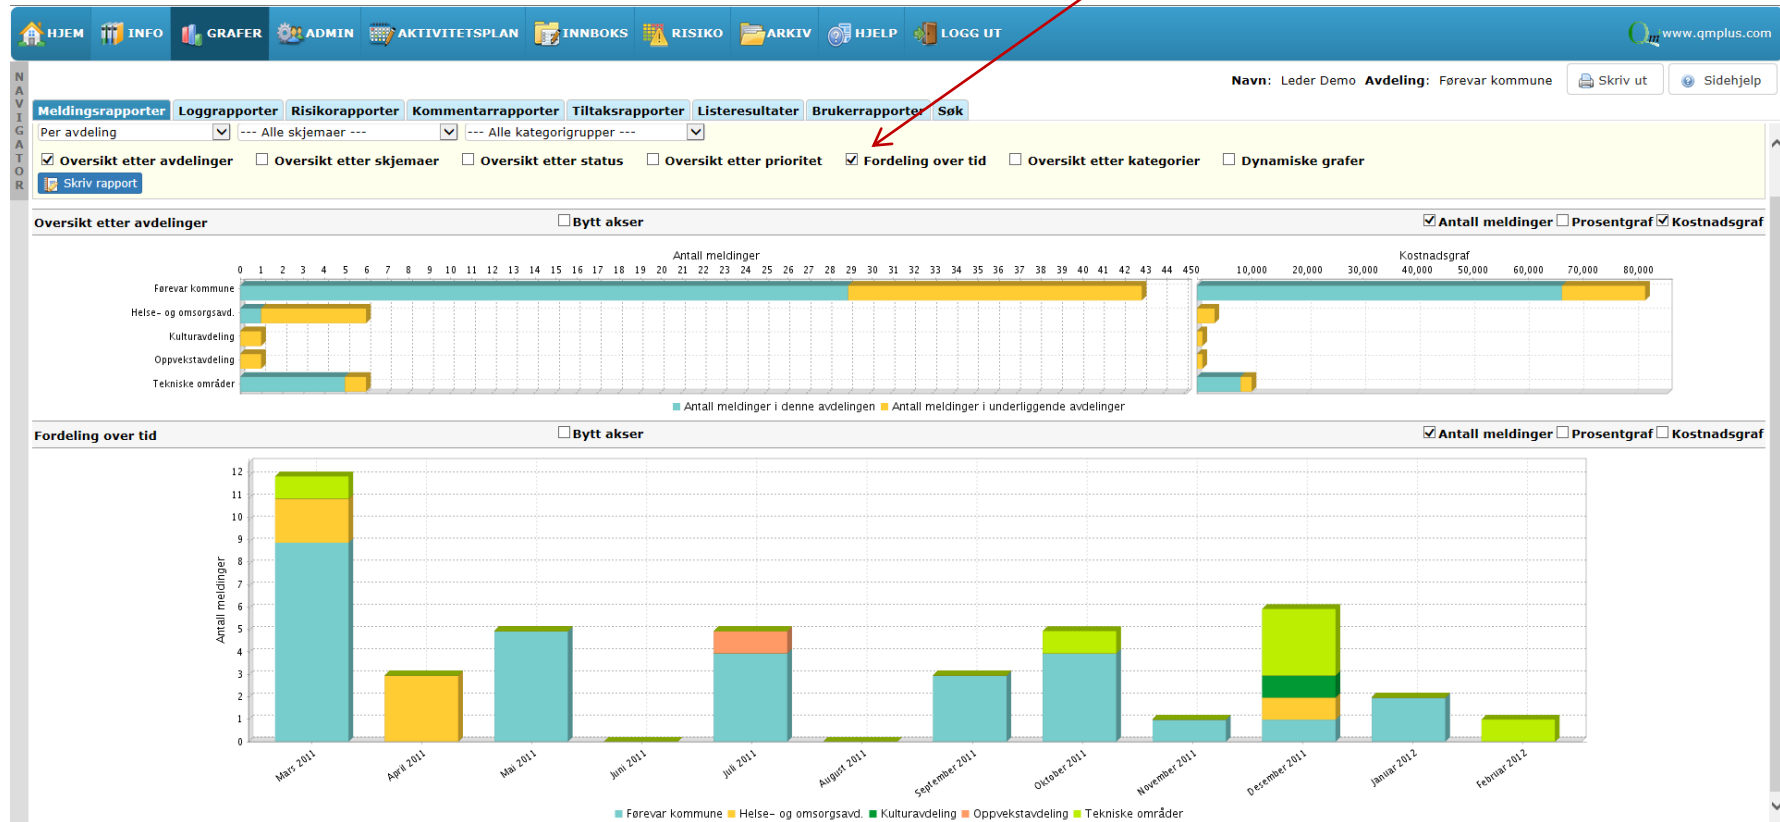 HJEM INFO GRAFER ADMIN AKTIVITETSPLAN INNBOKS RISIKO ARKIV HJELP LOGG UT Qm www.qmplus.com
NAVIGATOR
Navn: Leder Demo Avdeling: Førevar kommune Skriv ut Sidehjelp
Meldingsrapporter Loggrapporter Risikorapporter Kommentarrapporter Tiltaksrapporter Listeresultater Brukerrapporter Søk
Per avdeling --- Alle skjemaer --- --- Alle kategorigrupper ---
Oversikt etter avdelinger Oversikt etter skjemaer Oversikt etter status Oversikt etter prioritet Fordeling over tid Oversikt etter kategorier Dynamiske grafer
Skriv rapport
Oversikt etter avdelinger Bytt akser Antall meldinger Prosentgraf Kostnadsgraf
Antall meldinger Kostnadsgraf
0 1 2 3 4 5 6 7 8 9 10 11 12 13 14 15 16 17 18 19 20 21 22 23 24 25 26 27 28 29 30 31 32 33 34 35 36 37 38 39 40 41 42 43 44 450 10,000 20,000 30,000 40,000 50,000 60,000 70,000 80,000
Førevar kommune
Helse- og omsorgsavd.
Kulturavdeling
Oppvekstavdeling
Tekniske områder
Antall meldinger i denne avdelingen Antall meldinger i underliggende avdelinger
Fordeling over tid Bytt akser Antall meldinger Prosentgraf Kostnadsgraf
12
11
10
9
8
7
6
5
4
3
2
1
0
Antall meldinger
Mars 2011 April 2011 Mai 2011 Juni 2011 Juli 2011 August 2011 September 2011 Oktober 2011 November 2011 Desember 2011 Januar 2012 Februar 2012
Førevar kommune Helse- og omsorgsavd. Kulturavdeling Oppvekstavdeling Tekniske områder